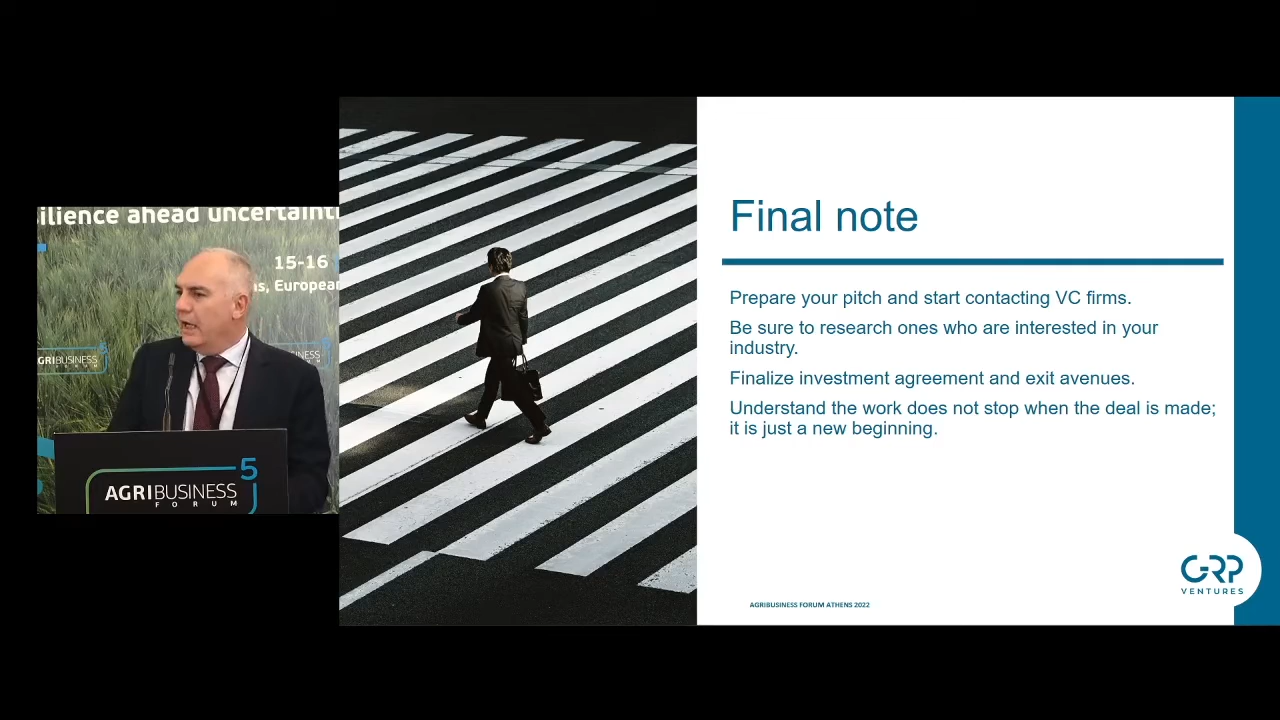 ilience ahead uncertainti
15-16
s, European
GRIBUSINESS
BUSINESS
5
AGRIBUSINESS
FORUM
Final note
Prepare your pitch and start contacting VC firms.
Be sure to research ones who are interested in your
industry.
Finalize investment agreement and exit avenues.
Understand the work does not stop when the deal is made;
it is just a new beginning.
GRP
VENTURES
AGRIBUSINESS FORUM ATHENS 2022